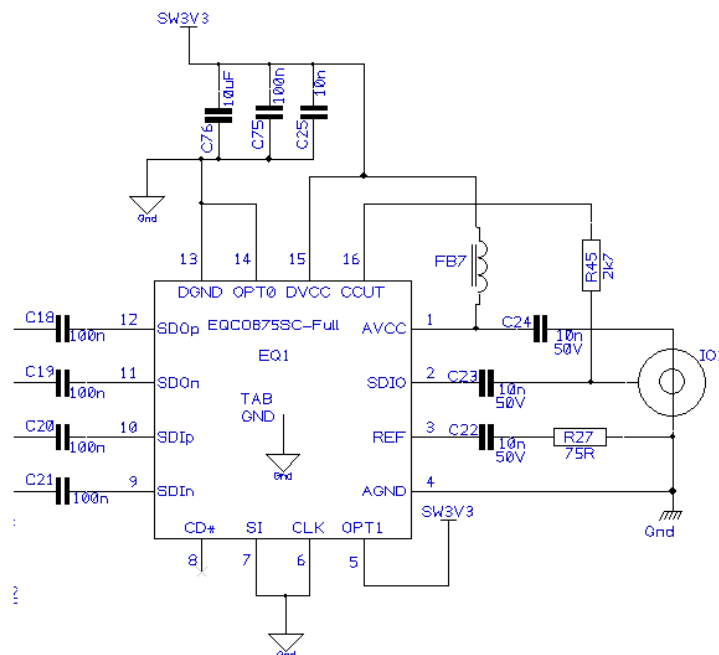 SW3V3
C76
10uF
C75
100n
C25
10n
Gnd
13
14
15
16
FB7
R45
2k7
DGND OPT0 DVCC CCUT
C18
100n
12
SDOp
EQCO875SC-Full
AVCC
1
C24
10n
50V
EQ1
C19
100n
11
SDOn
SDIO
2
C23
10n
50V
TAB
GND
Gnd
C20
100n
10
SDIp
REF
3
C22
10n
50V
R27
75R
C21
100n
9
SDIn
AGND
4
SW3V3
Gnd
CD# SI CLK OPT1
8
7
6
5
Gnd